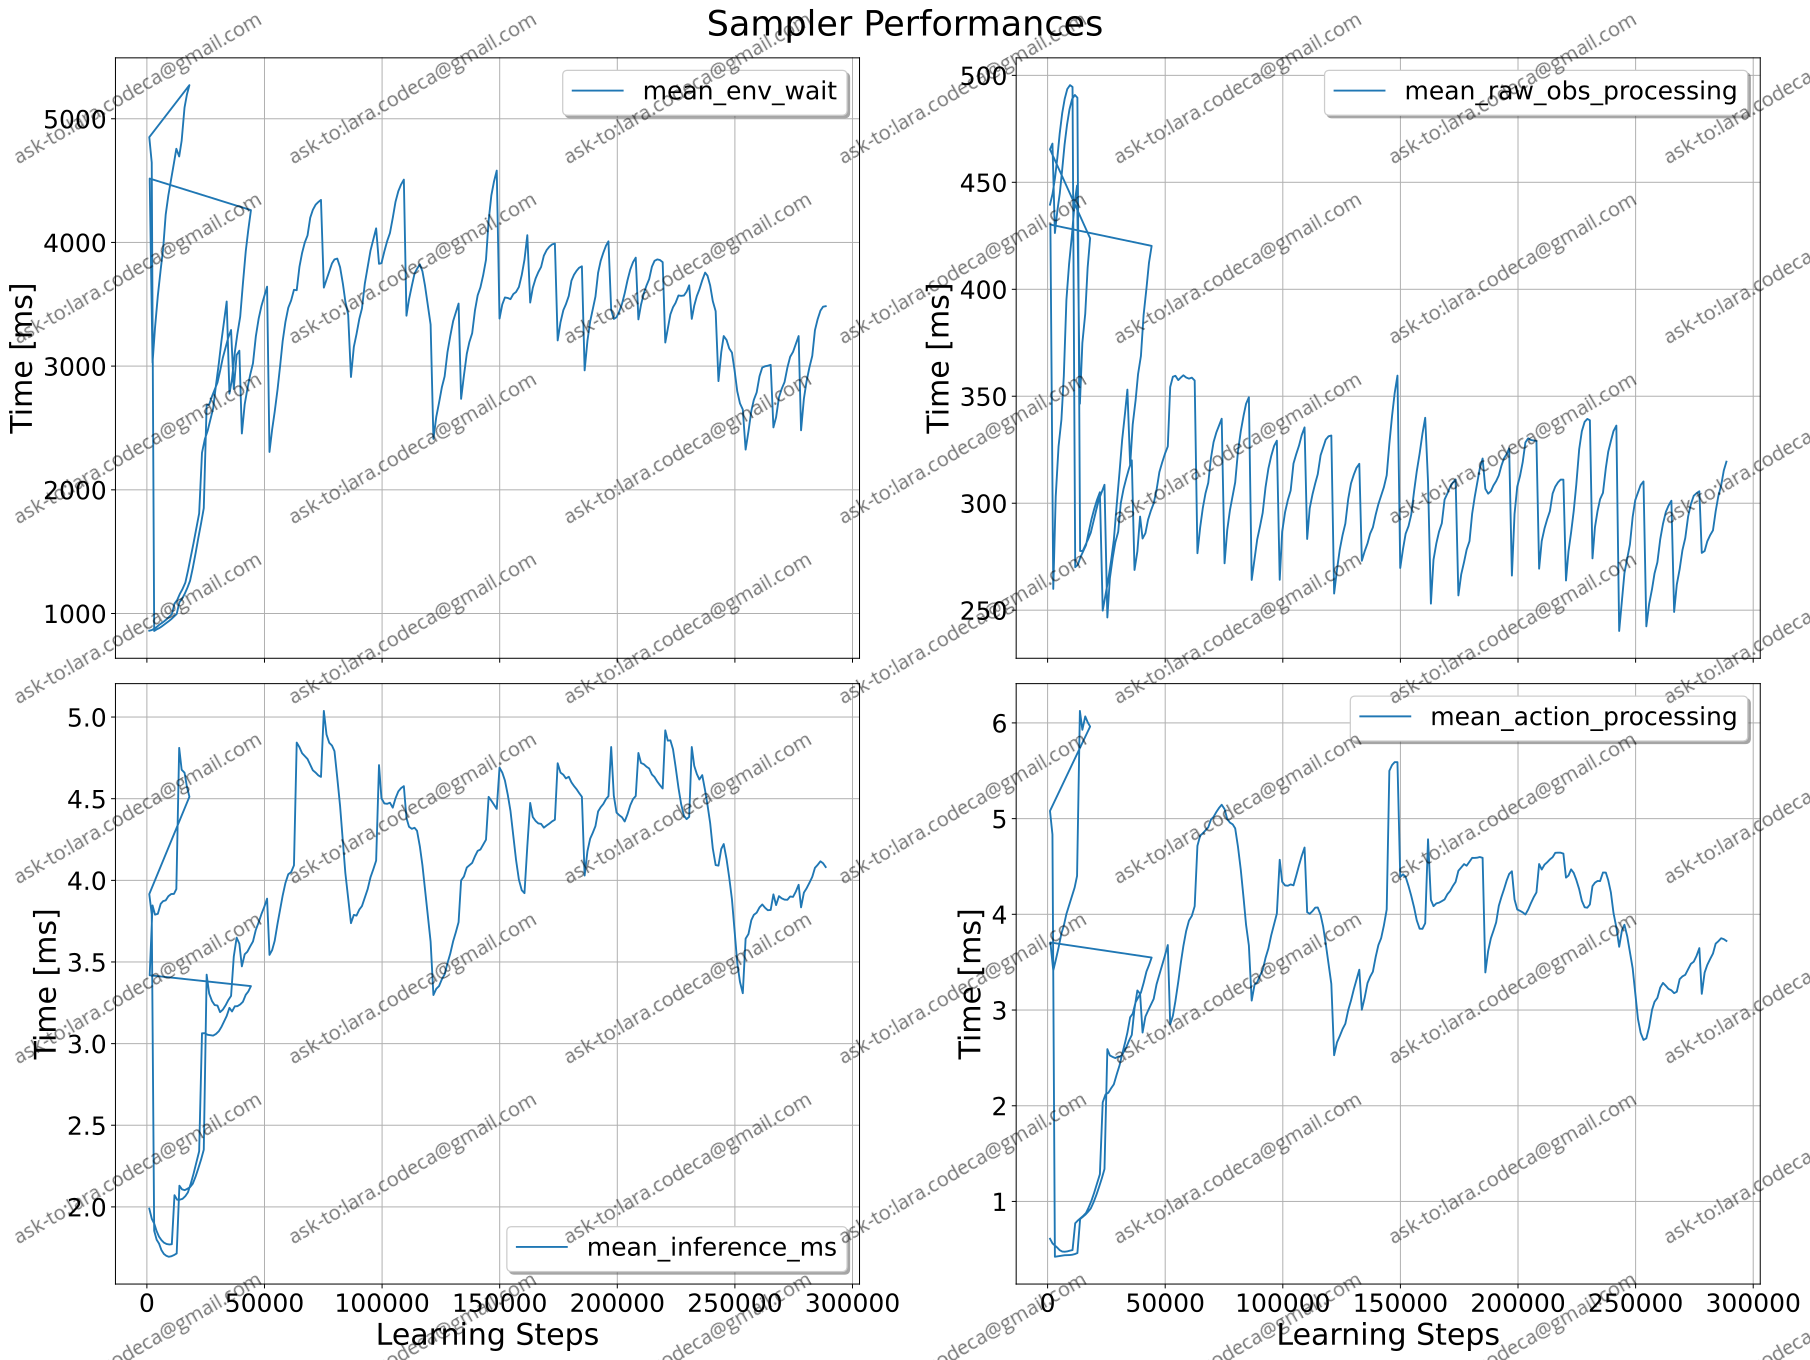 Sampler Performances
mean_env_wait
Time [ms]
5000
4000
3000
2000
1000
mean_raw_obs_processing
Time [ms]
500
450
400
350
300
250
mean_inference_ms
Time [ms]
5.0
4.5
4.0
3.5
3.0
2.5
2.0
0 50000 100000 150000 200000 250000 300000
Learning Steps
mean_action_processing
Time [ms]
6
5
4
3
2
1
0 50000 100000 150000 200000 250000 300000
Learning Steps
ask-to:lara.codeca@gmail.com